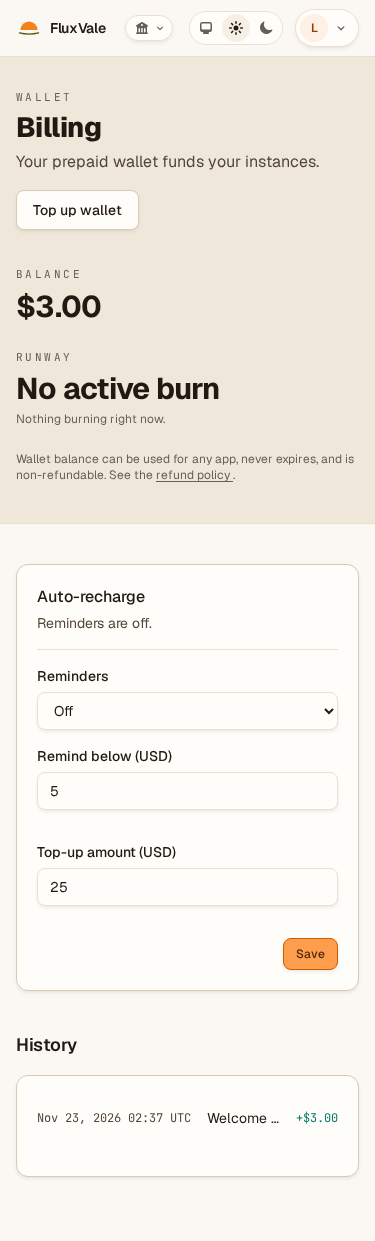 FluxVale
L
WALLET
Billing
Your prepaid wallet funds your instances.
Top up wallet
BALANCE
$3.00
RUNWAY
No active burn
Nothing burning right now.
Wallet balance can be used for any app, never expires, and is
non-refundable. See the refund policy .
Auto-recharge
Reminders are off.
Reminders
Off
Remind below (USD)
5
Top-up amount (USD)
25
Save
History
Nov 23, 2026 02:37 UTC Welcome … +$3.00